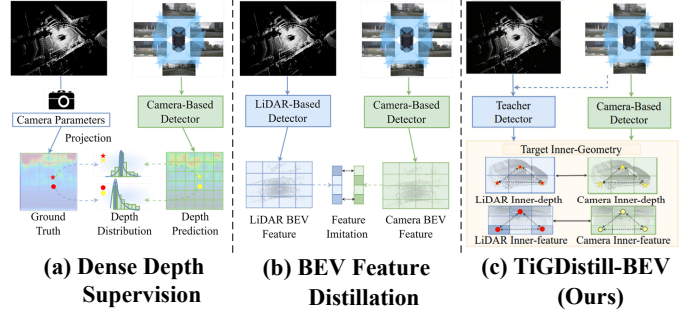 Camera Parameters
Projection
Camera-Based
Detector
Ground
Truth
Depth
Distribution
Depth
Prediction
(a) Dense Depth
Supervision
LiDAR-Based
Detector
Camera-Based
Detector
LiDAR BEV
Feature
Feature
Imitation
Camera BEV
Feature
(b) BEV Feature
Distillation
Teacher
Detector
Camera-Based
Detector
Target Inner-Geometry
LiDAR Inner-depth
Camera Inner-depth
LiDAR Inner-feature
Camera Inner-feature
(c) TiGDistill-BEV
(Ours)